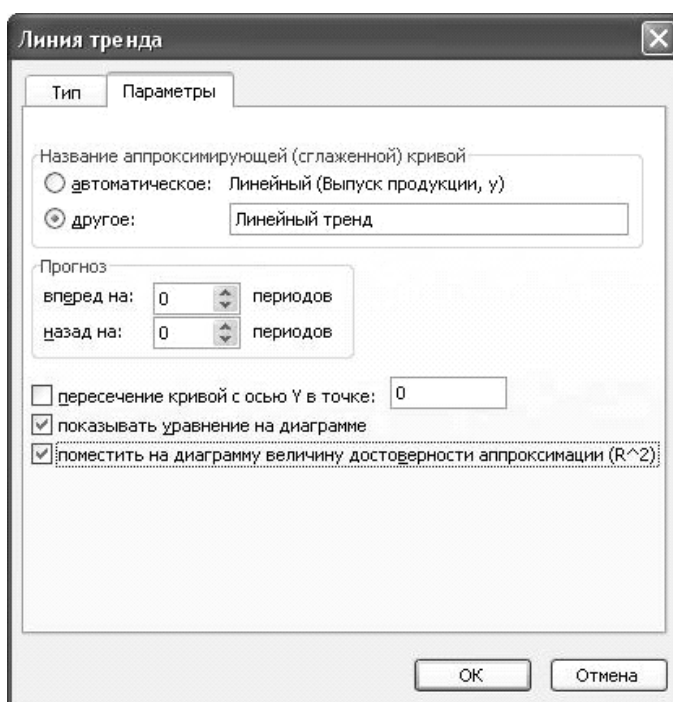 Линия тренда
Тип Параметры
Название аппроксимирующей (сглаженной) кривой
автоматическое: Линейный (Выпуск продукции, у)
другое: Линейный тренд
Прогноз
вперед на: 0 периодов
назад на: 0 периодов
пересечение кривой с осью Y в точке: 0
показывать уравнение на диаграмме
поместить на диаграмму величину достоверности аппроксимации (R^2)
ОК Отмена